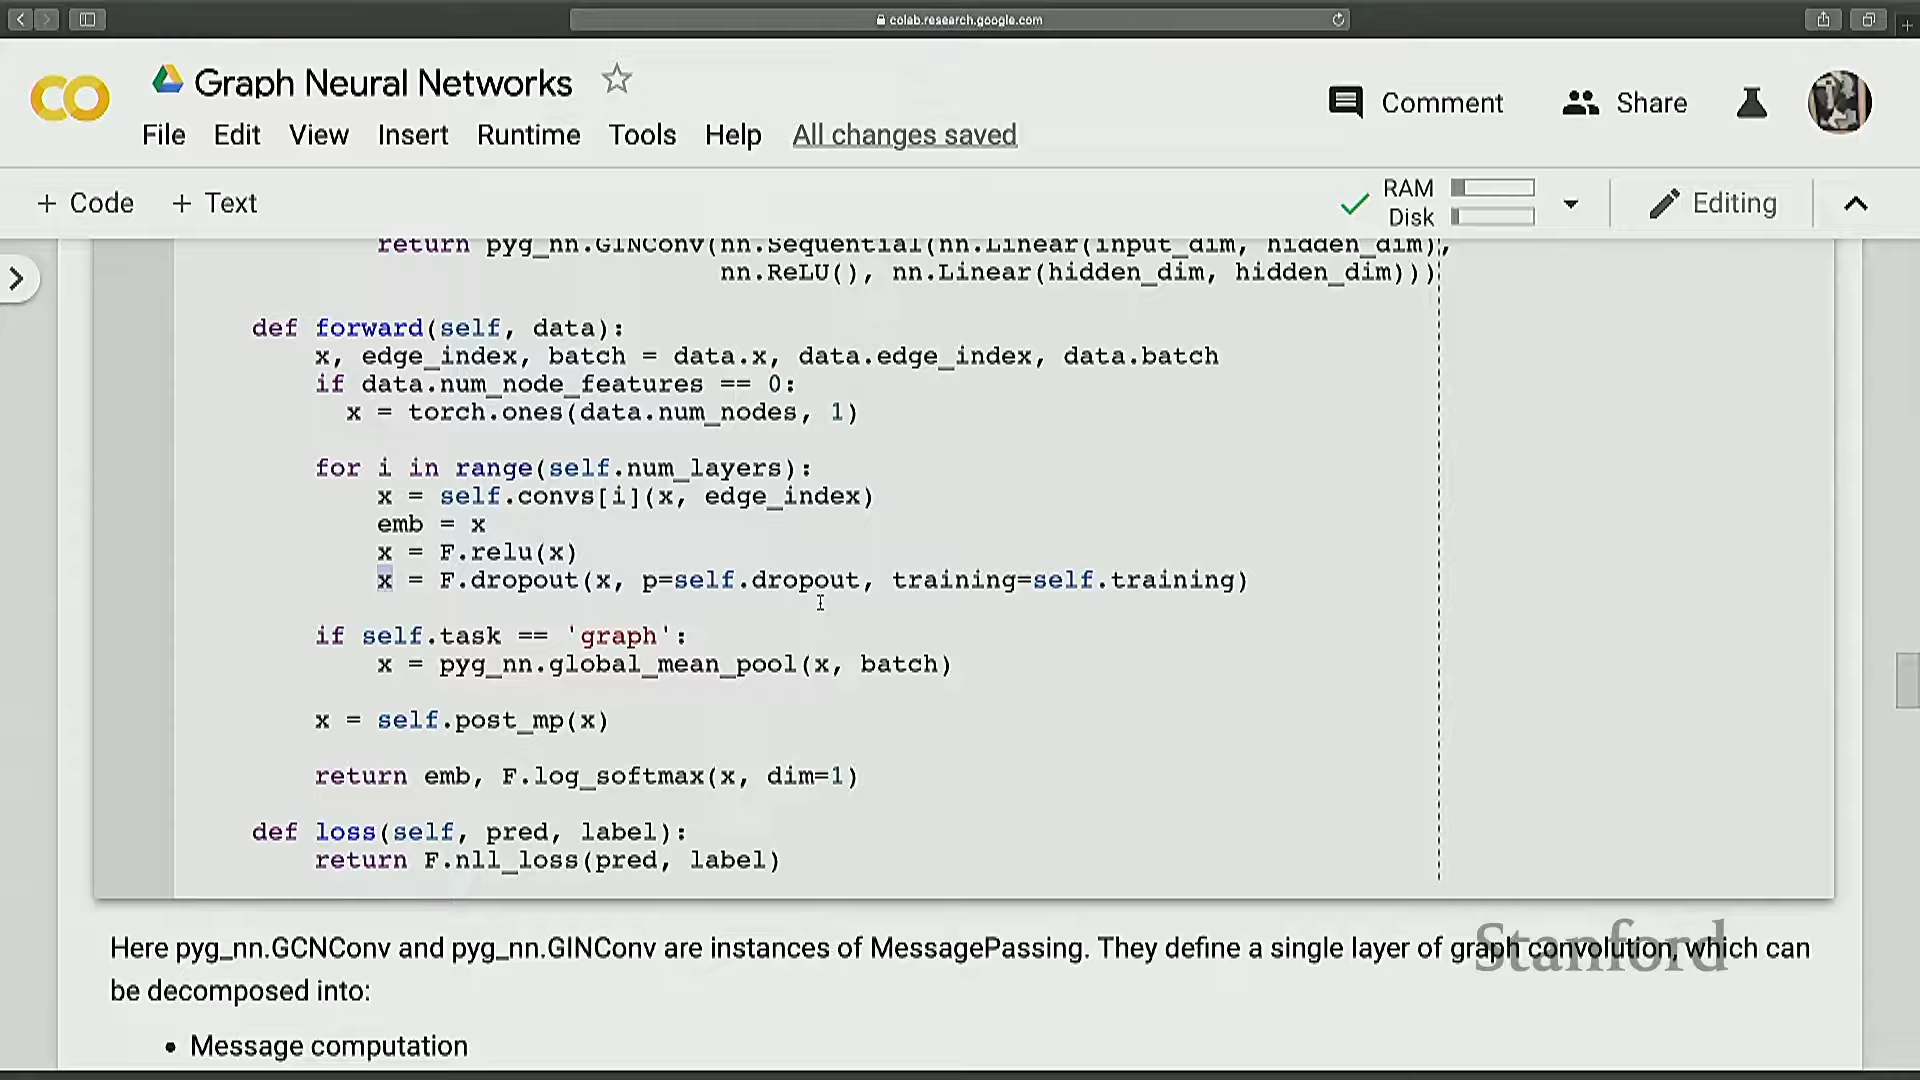 colab.research.google.com
Graph Neural Networks
Comment
Share
File Edit View Insert Runtime Tools Help All changes saved
+ Code + Text
RAM
Disk
Editing
return pyg_nn.GINConv(nn.Sequential(nn.Linear(input_dim, hidden_dim),
nn.ReLU(), nn.Linear(hidden_dim, hidden_dim)))
def forward(self, data):
x, edge_index, batch = data.x, data.edge_index, data.batch
if data.num_node_features == 0:
x = torch.ones(data.num_nodes, 1)
for i in range(self.num_layers):
x = self.convs[i](x, edge_index)
emb = x
x = F.relu(x)
x = F.dropout(x, p=self.dropout, training=self.training)
if self.task == 'graph':
x = pyg_nn.global_mean_pool(x, batch)
x = self.post_mp(x)
return emb, F.log_softmax(x, dim=1)
def loss(self, pred, label):
return F.nll_loss(pred, label)
Here pyg_nn.GCNConv and pyg_nn.GINConv are instances of MessagePassing. They define a single layer of graph convolution, which can
be decomposed into:
• Message computation
Stanford